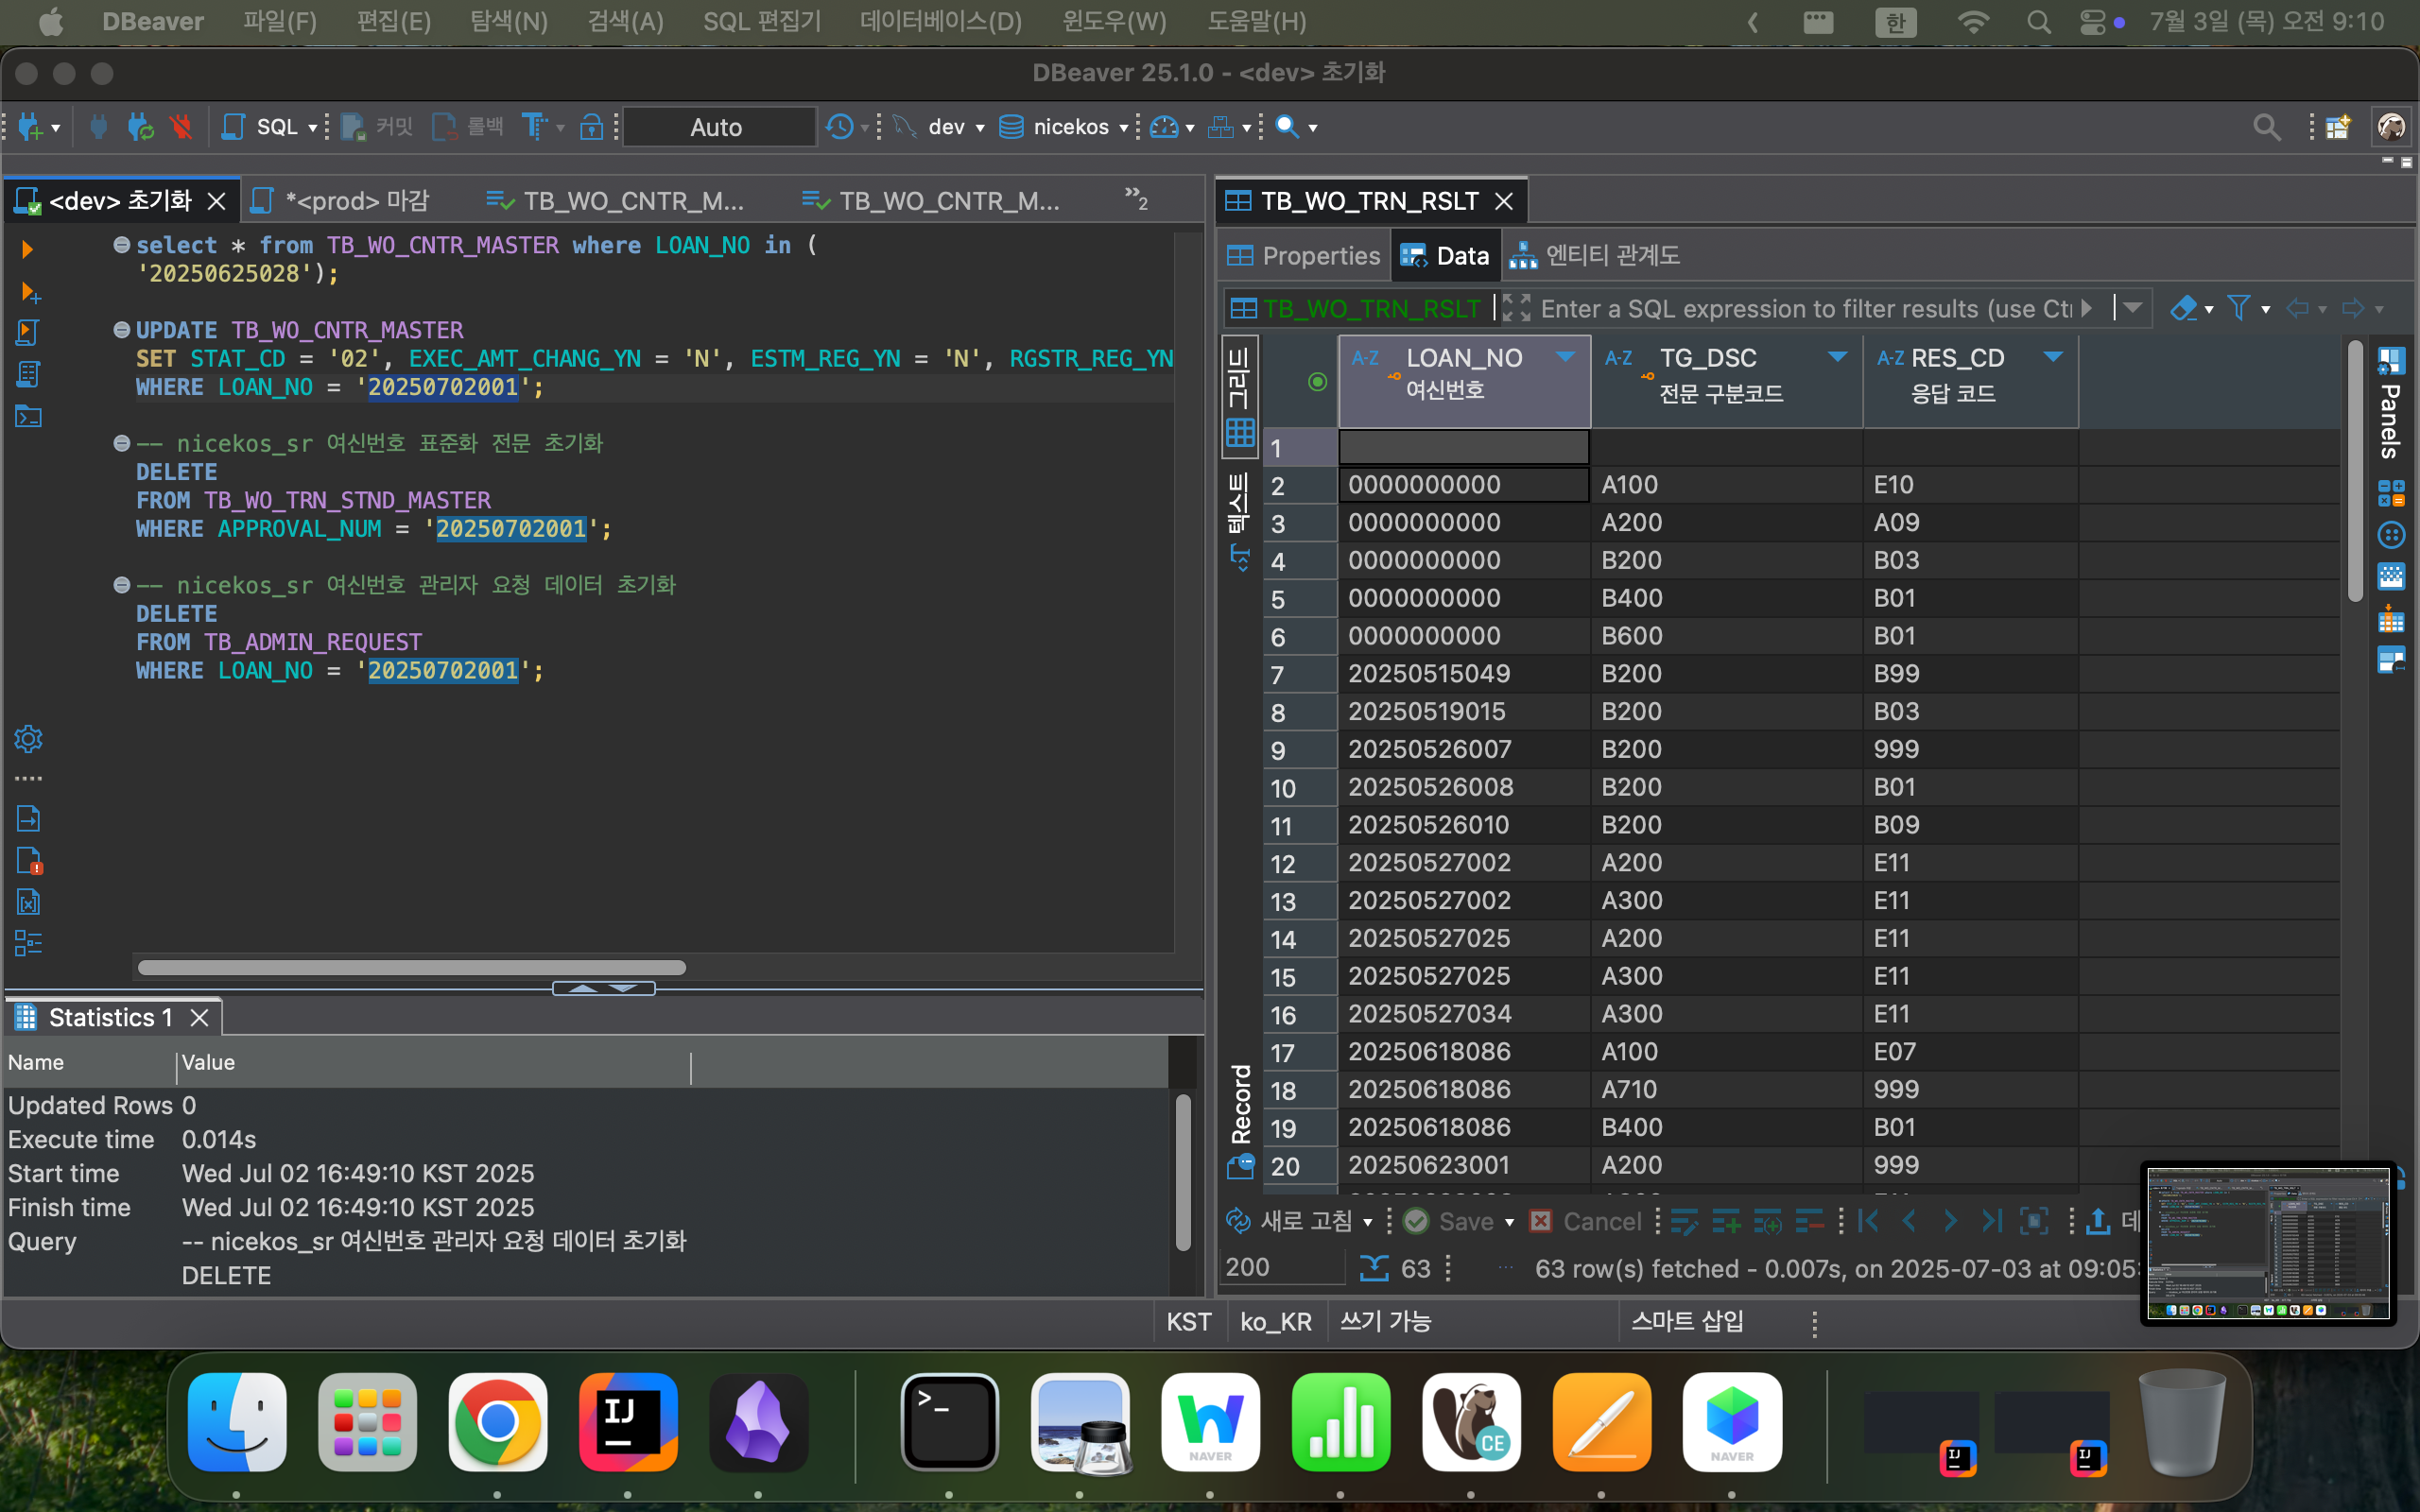 DBeaver 파일(F) 편집(E) 탐색(N) 검색(A) SQL 편집기 데이터베이스(D) 윈도우(W) 도움말(H) 한 7월 3일 (목) 오전 9:10
DBeaver 25.1.0 - <dev> 초기화
SQL 커밋 롤백 Auto dev nicekos
<dev> 초기화 *<prod> 마감 TB_WO_CNTR_M... TB_WO_CNTR_M... »2
select * from TB_WO_CNTR_MASTER where LOAN_NO in (
'20250625028');
UPDATE TB_WO_CNTR_MASTER
SET STAT_CD = '02', EXEC_AMT_CHANG_YN = 'N', ESTM_REG_YN = 'N', RGSTR_REG_YN
WHERE LOAN_NO = '20250702001';
-- nicekos_sr 여신번호 표준화 전문 초기화
DELETE
FROM TB_WO_TRN_STND_MASTER
WHERE APPROVAL_NUM = '20250702001';
-- nicekos_sr 여신번호 관리자 요청 데이터 초기화
DELETE
FROM TB_ADMIN_REQUEST
WHERE LOAN_NO = '20250702001';
Statistics 1
Name Value
Updated Rows 0
Execute time 0.014s
Start time Wed Jul 02 16:49:10 KST 2025
Finish time Wed Jul 02 16:49:10 KST 2025
Query -- nicekos_sr 여신번호 관리자 요청 데이터 초기화
DELETE
TB_WO_TRN_RSLT
Properties Data 엔티티 관계도
TB_WO_TRN_RSLT Enter a SQL expression to filter results (use Ct
그리드
텍스트
Record
Panels
A-Z LOAN_NO A-Z TG_DSC A-Z RES_CD
여신번호 전문 구분코드 응답 코드
1
2 0000000000 A100 E10
3 0000000000 A200 A09
4 0000000000 B200 B03
5 0000000000 B400 B01
6 0000000000 B600 B01
7 20250515049 B200 B99
8 20250519015 B200 B03
9 20250526007 B200 999
10 20250526008 B200 B01
11 20250526010 B200 B09
12 20250527002 A200 E11
13 20250527002 A300 E11
14 20250527025 A200 E11
15 20250527025 A300 E11
16 20250527034 A300 E11
17 20250618086 A100 E07
18 20250618086 A710 999
19 20250618086 B400 B01
20 20250623001 A200 999
새로 고침 Save Cancel 데
200 63 63 row(s) fetched - 0.007s, on 2025-07-03 at 09:05:
KST ko_KR 쓰기 가능 스마트 삽입
IJ >_ W NAVER CE NAVER IJ IJ